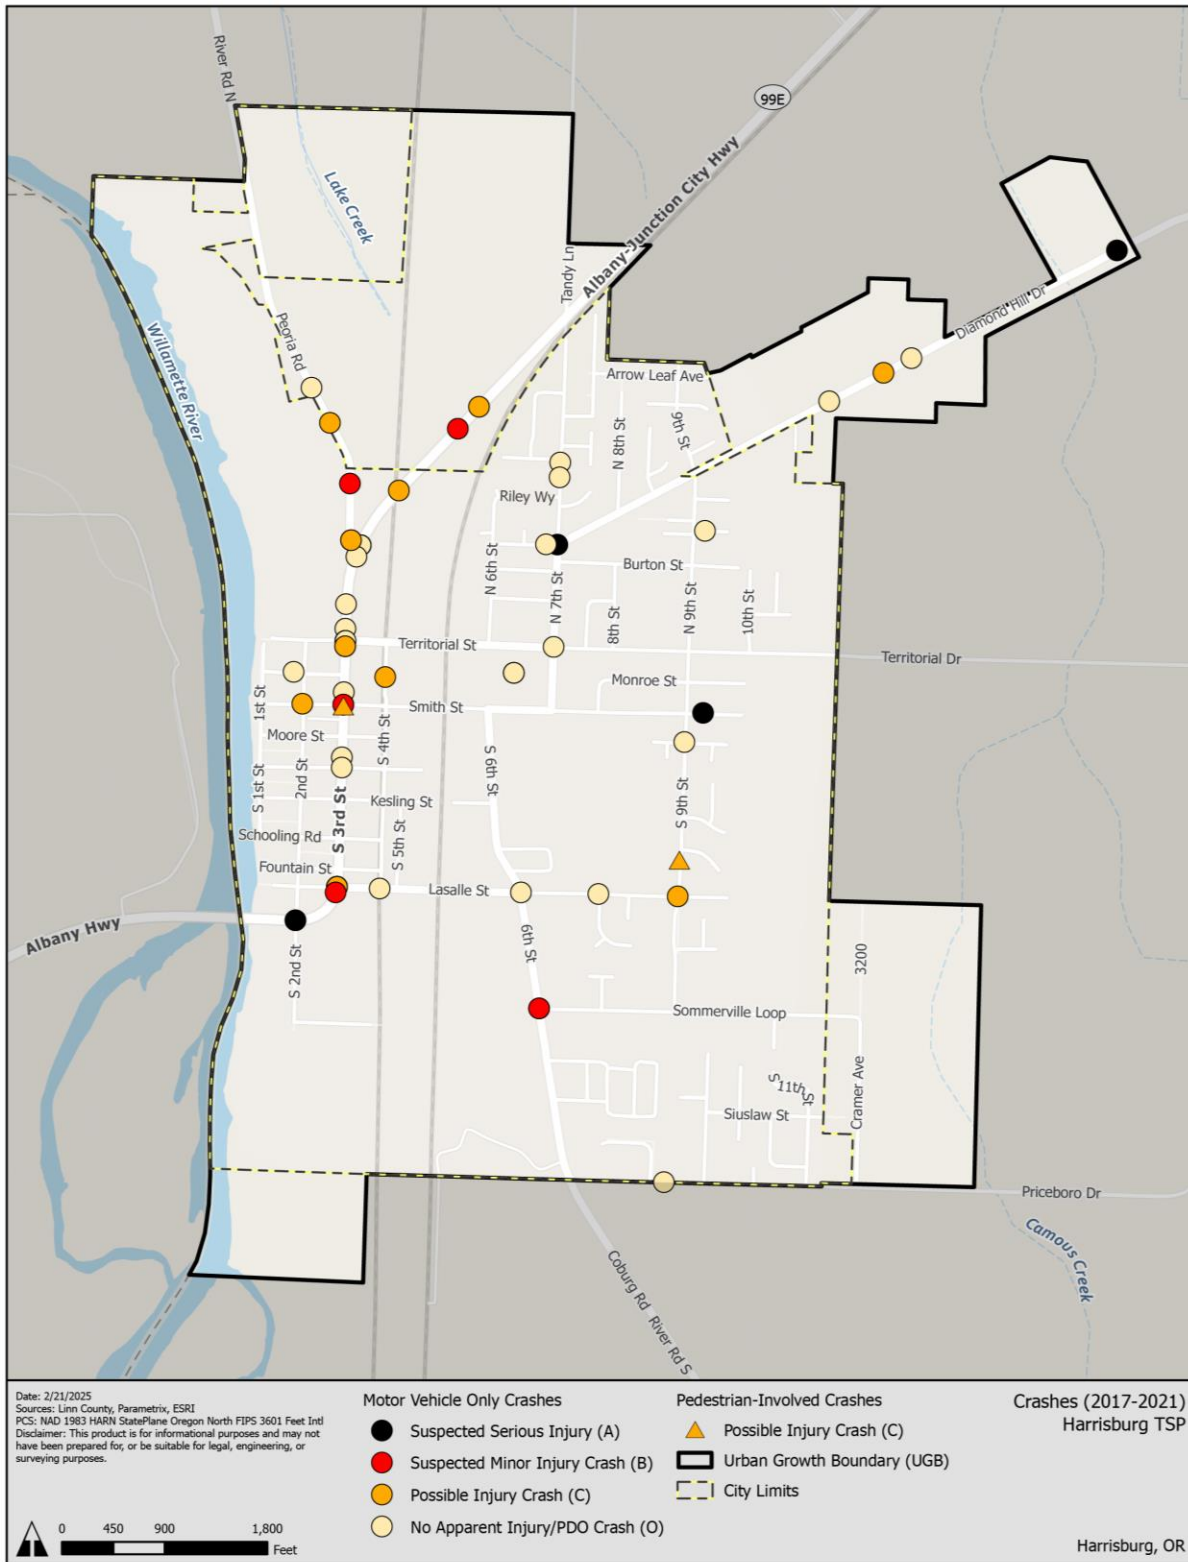 River Rd N
99E
Lake Creek
Albany-Junction City Hwy
Tandy Ln
Diamond Hill Dr
Peoria Rd
Willamette River
Arrow Leaf Ave
9th St
N 8th St
Riley Wy
N 6th St
N 7th St
Burton St
8th St
N 9th St
10th St
Territorial St
Territorial Dr
Monroe St
1st St
Smith St
Moore St
S 4th St
S 6th St
S 1st St
2nd St
S 3rd St
Kesling St
S 9th St
Schooling Rd
S 5th St
Fountain St
Lasalle St
Albany Hwy
S 2nd St
6th St
3200
Sommerville Loop
S 11th St
Cramer Ave
Siuslaw St
Priceboro Dr
Coburg Rd
River Rd S
Camous Creek
Date: 2/21/2025
Sources: Linn County, Parametrix, ESRI
PCS: NAD 1983 HARN StatePlane Oregon North FIPS 3601 Feet Intl
Disclaimer: This product is for informational purposes and may not
have been prepared for, or be suitable for legal, engineering, or
surveying purposes.
0 450 900 1,800
Feet
Motor Vehicle Only Crashes
Suspected Serious Injury (A)
Suspected Minor Injury Crash (B)
Possible Injury Crash (C)
No Apparent Injury/PDO Crash (O)
Pedestrian-Involved Crashes
Possible Injury Crash (C)
Urban Growth Boundary (UGB)
City Limits
Crashes (2017-2021)
Harrisburg TSP
Harrisburg, OR